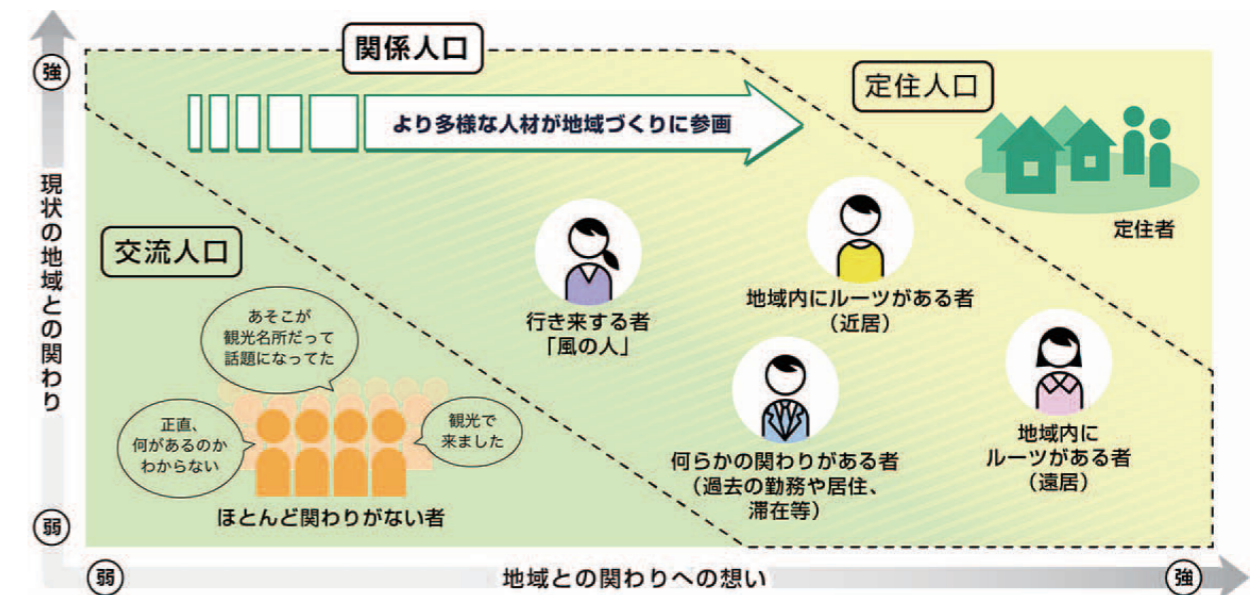 強
関係人口
定住人口
より多様な人材が地域づくりに参画
定住者
現状の地域との関わり
交流人口
あそこが
観光名所だって
話題になってた
正直、
何があるのか
わからない
観光で
来ました
ほとんど関わりがない者
行き来する者
「風の人」
地域内にルーツがある者
（近居）
何らかの関わりがある者
（過去の勤務や居住、
滞在等）
地域内に
ルーツがある者
（遠居）
弱
弱
地域との関わりへの想い
強